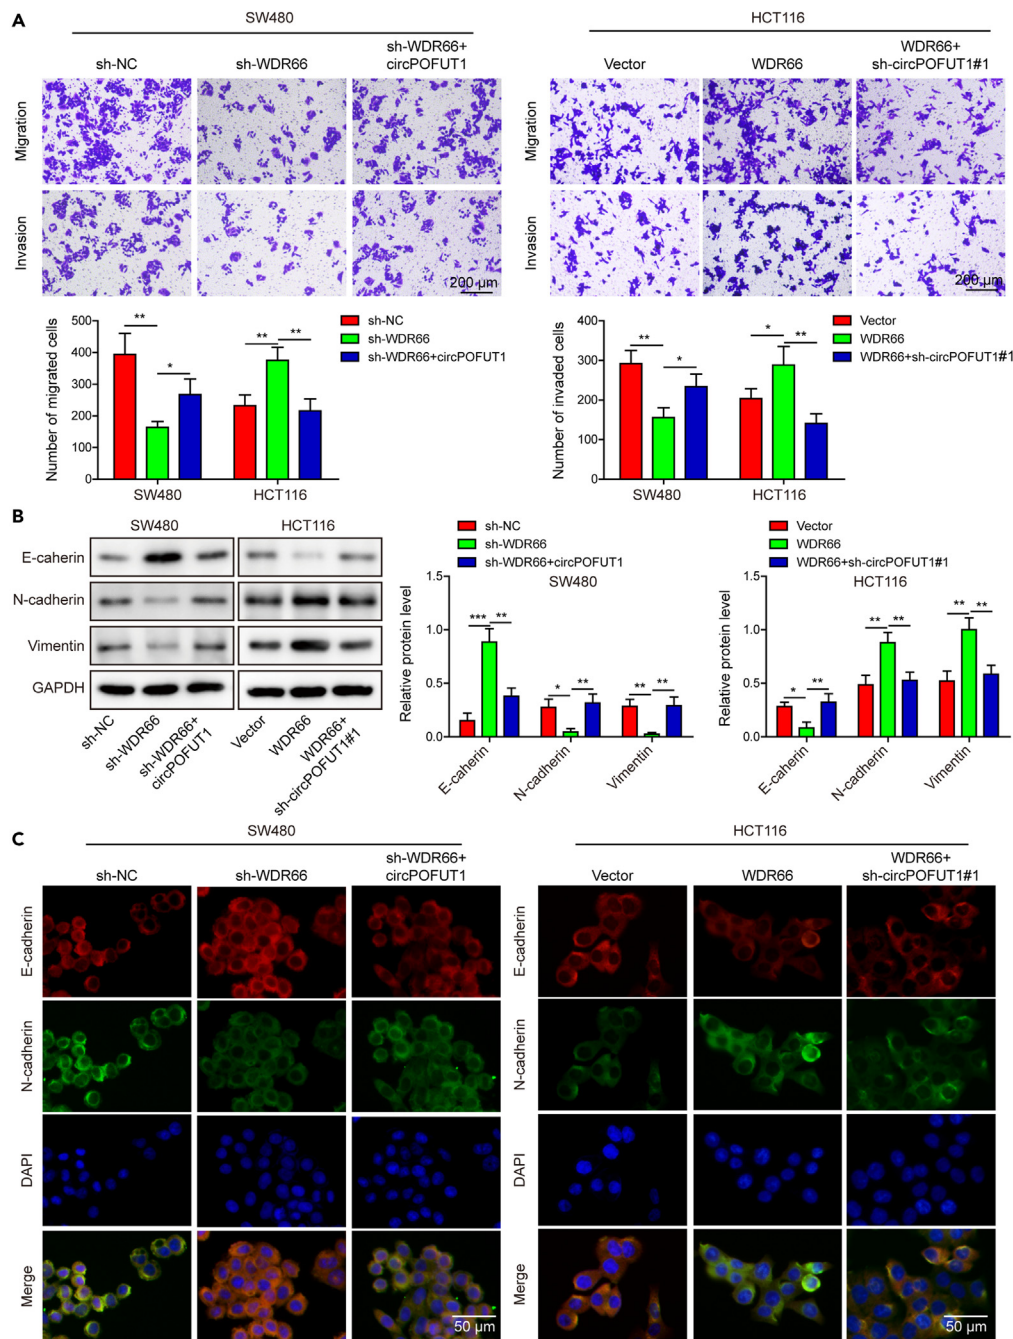 A
SW480
sh-NC
sh-WDR66
sh-WDR66+
circPOFUT1
HCT116
Vector
WDR66
WDR66+
sh-circPOFUT1#1
Migration
Invasion
200 µm
Migration
Invasion
200 µm
Number of migrated cells
500
400
300
200
100
0
**
*
**
**
SW480
HCT116
sh-NC
sh-WDR66
sh-WDR66+circPOFUT1
Number of invaded cells
400
300
200
100
0
**
*
*
**
SW480
HCT116
Vector
WDR66
WDR66+sh-circPOFUT1#1
B
SW480
HCT116
E-caherin
N-cadherin
Vimentin
GAPDH
sh-NC
sh-WDR66
sh-WDR66+
circPOFUT1
Vector
WDR66
WDR66+
sh-circPOFUT1#1
sh-NC
sh-WDR66
sh-WDR66+circPOFUT1
SW480
Relative protein level
1.5
1.0
0.5
0.0
***
**
*
**
**
**
E-caherin
N-cadherin
Vimentin
Vector
WDR66
WDR66+sh-circPOFUT1#1
HCT116
Relative protein level
1.5
1.0
0.5
0.0
*
**
**
**
**
**
E-caherin
N-cadherin
Vimentin
C
SW480
sh-NC
sh-WDR66
sh-WDR66+
circPOFUT1
HCT116
Vector
WDR66
WDR66+
sh-circPOFUT1#1
E-cadherin
N-cadherin
DAPI
Merge
50 µm
E-cadherin
N-cadherin
DAPI
Merge
50 µm